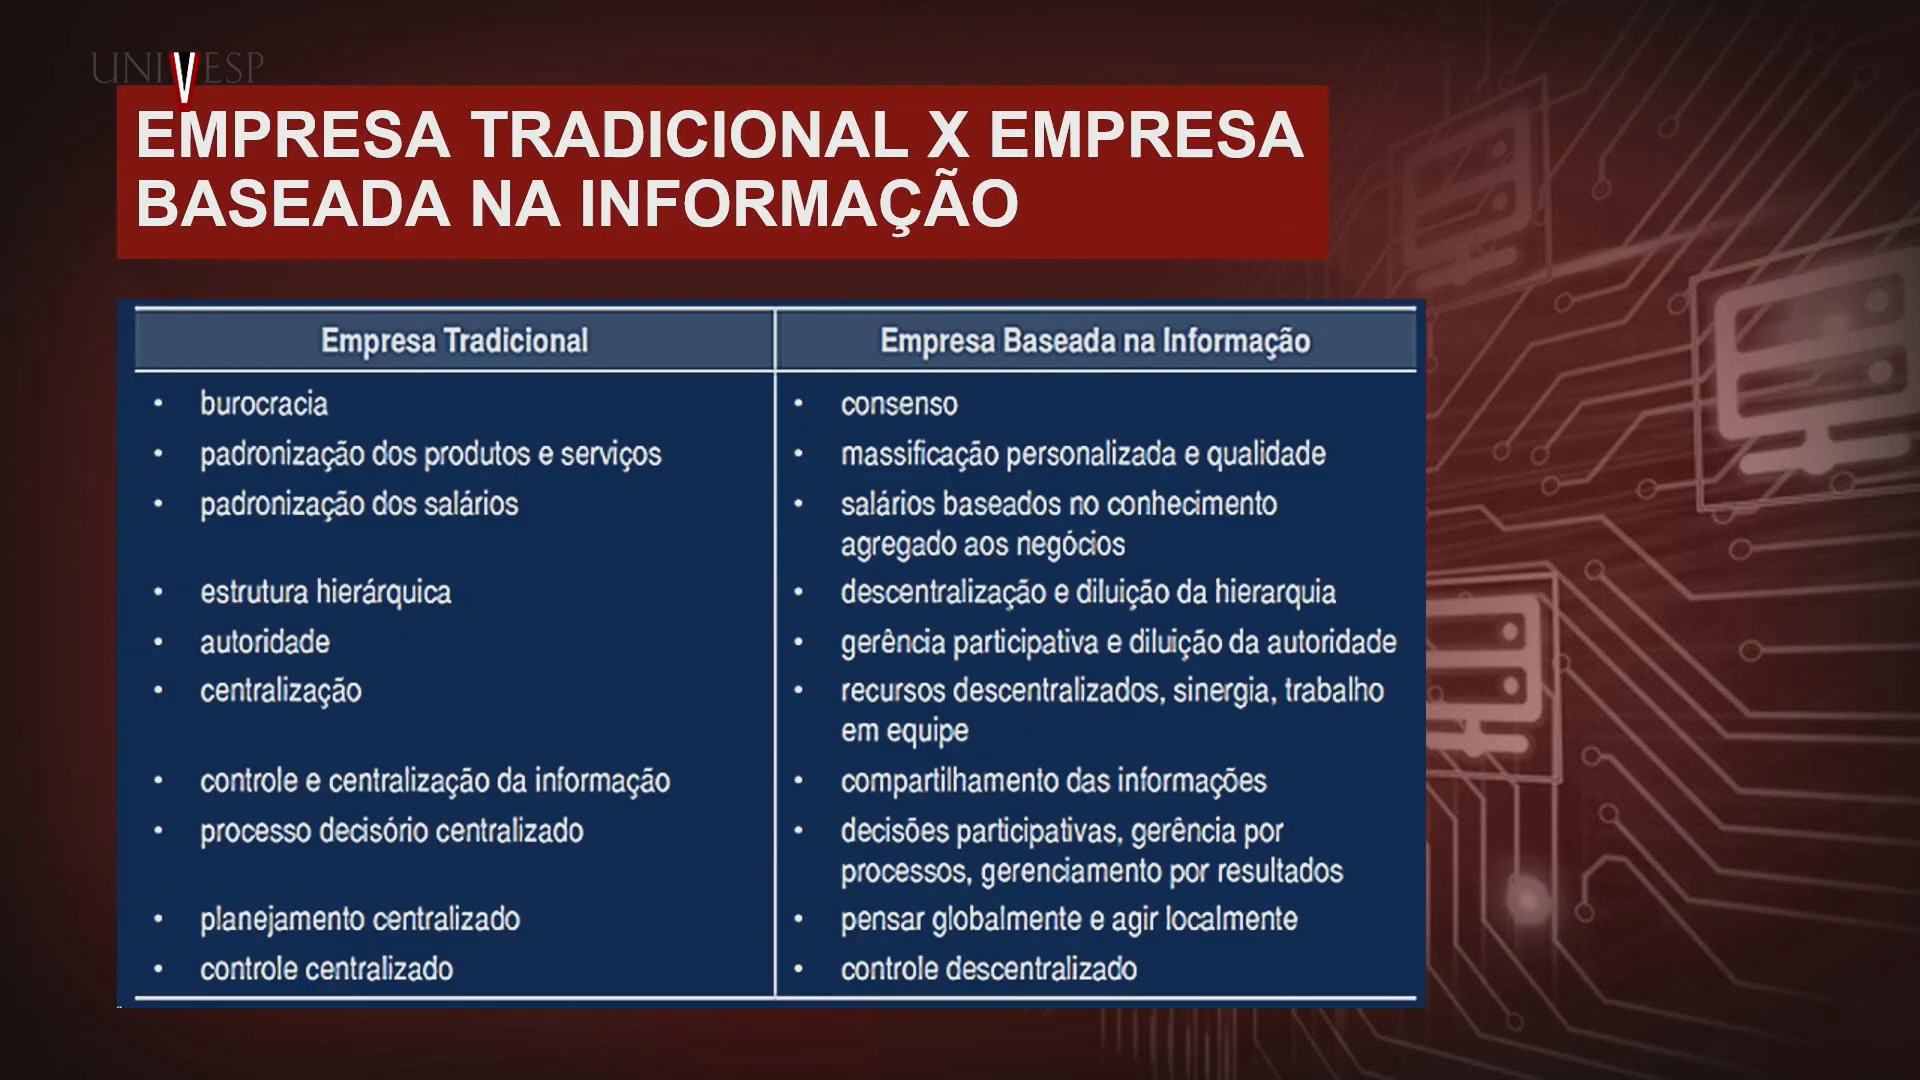 UNIVESP
EMPRESA TRADICIONAL X EMPRESA
BASEADA NA INFORMAÇÃO
Empresa Tradicional
Empresa Baseada na Informação
• burocracia
• consenso
• padronização dos produtos e serviços
• massificação personalizada e qualidade
• padronização dos salários
• salários baseados no conhecimento
agregado aos negócios
• estrutura hierárquica
• descentralização e diluição da hierarquia
• autoridade
• gerência participativa e diluição da autoridade
• centralização
• recursos descentralizados, sinergia, trabalho
em equipe
• controle e centralização da informação
• compartilhamento das informações
• processo decisório centralizado
• decisões participativas, gerência por
processos, gerenciamento por resultados
• planejamento centralizado
• pensar globalmente e agir localmente
• controle centralizado
• controle descentralizado